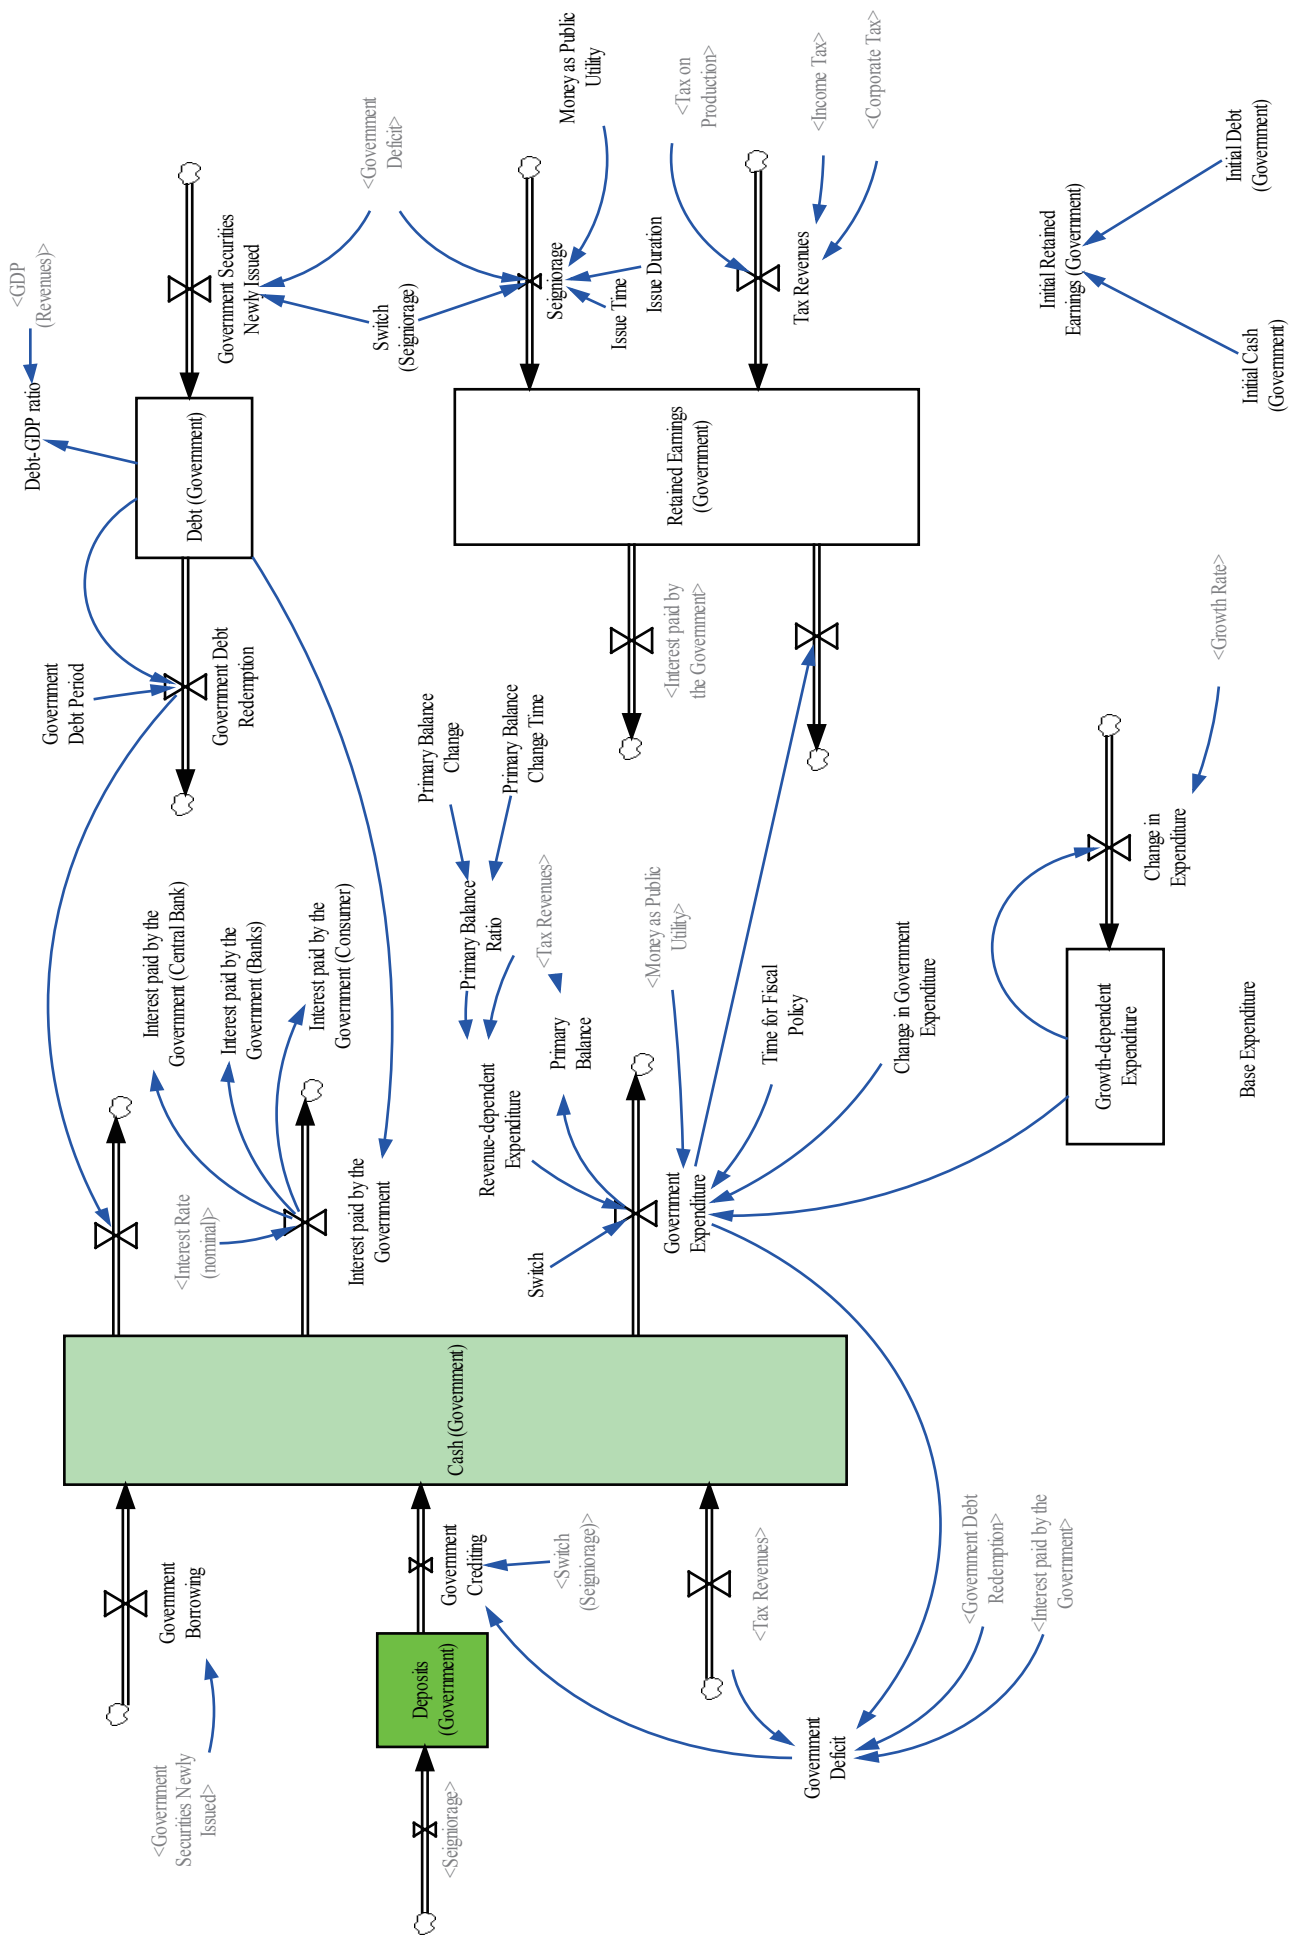 <Government
Securities Newly
Issued>
Government
Borrowing
<Interest Rate
(nominal)>
Interest paid by the
Government (Central Bank)
Interest paid by the
Government (Banks)
Interest paid by the
Government (Consumer)
Interest paid by the
Government
Government
Debt Period
Government Debt
Redemption
Debt-GDP ratio
<GDP
(Revenues)>
Debt (Government)
Government Securities
Newly Issued
<Government
Deficit>
Switch
(Seigniorage)
<Seigniorage>
Deposits
(Government)
Government
Crediting
<Switch
(Seigniorage)>
Cash (Government)
Primary Balance
Change
Primary Balance
Change Time
Primary Balance
Ratio
<Tax Revenues>
Revenue-dependent
Expenditure
Primary
Balance
Switch
Seigniorage
Issue Time
Issue Duration
Money as Public
Utility
<Tax Revenues>
Government
Expenditure
<Money as Public
Utility>
<Interest paid by
the Government>
Retained Earnings
(Government)
<Tax on
Production>
Tax Revenues
<Income Tax>
<Corporate Tax>
Government
Deficit
Time for Fiscal
Policy
Change in Government
Expenditure
<Government Debt
Redemption>
<Interest paid by the
Government>
Growth-dependent
Expenditure
Change in
Expenditure
<Growth Rate>
Initial Retained
Earnings (Government)
Base Expenditure
Initial Cash
(Government)
Initial Debt
(Government)